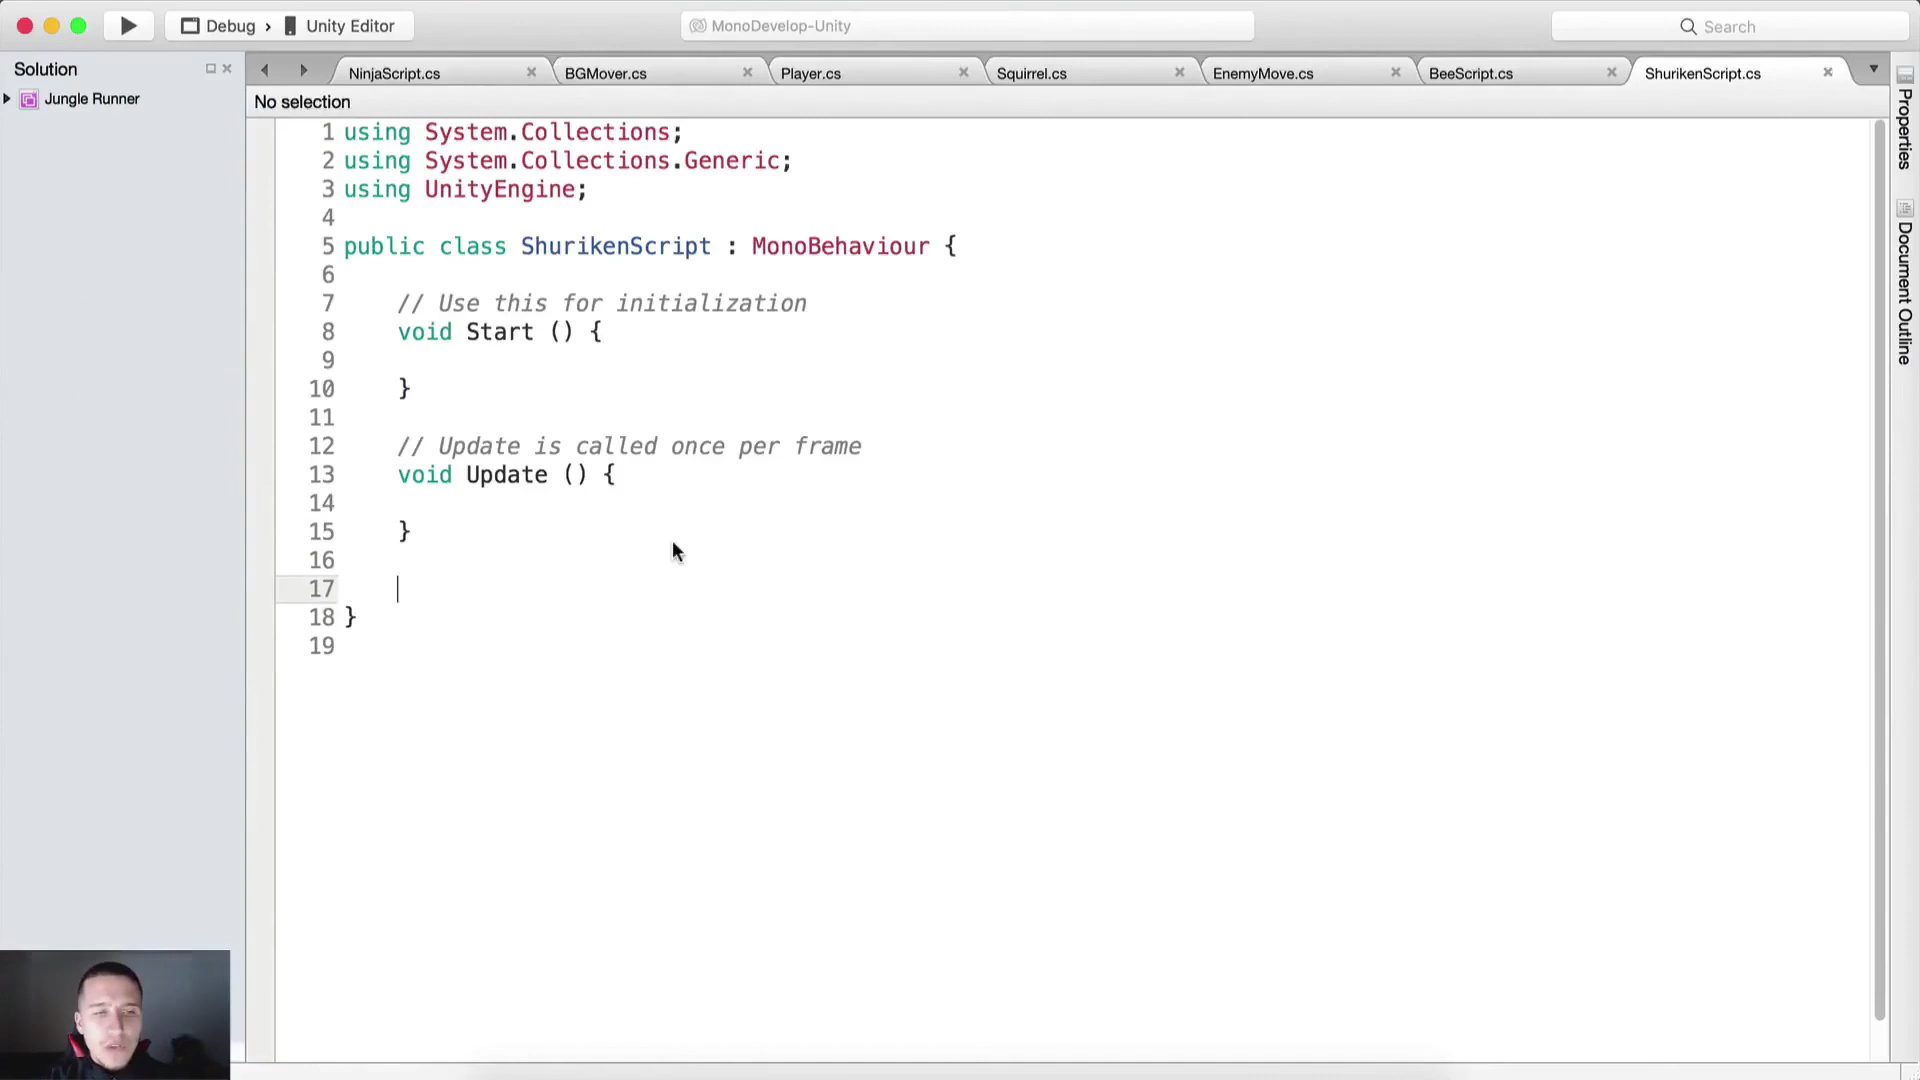 Debug > Unity Editor
MonoDevelop-Unity
Search
Solution
NinjaScript.cs
BGMover.cs
Player.cs
Squirrel.cs
EnemyMove.cs
BeeScript.cs
ShurikenScript.cs
Jungle Runner
No selection
1 using System.Collections;
2 using System.Collections.Generic;
3 using UnityEngine;
4
5 public class ShurikenScript : MonoBehaviour {
6
7 // Use this for initialization
8 void Start () {
9
10 }
11
12 // Update is called once per frame
13 void Update () {
14
15 }
16
17
18 }
19
Properties
Document Outline